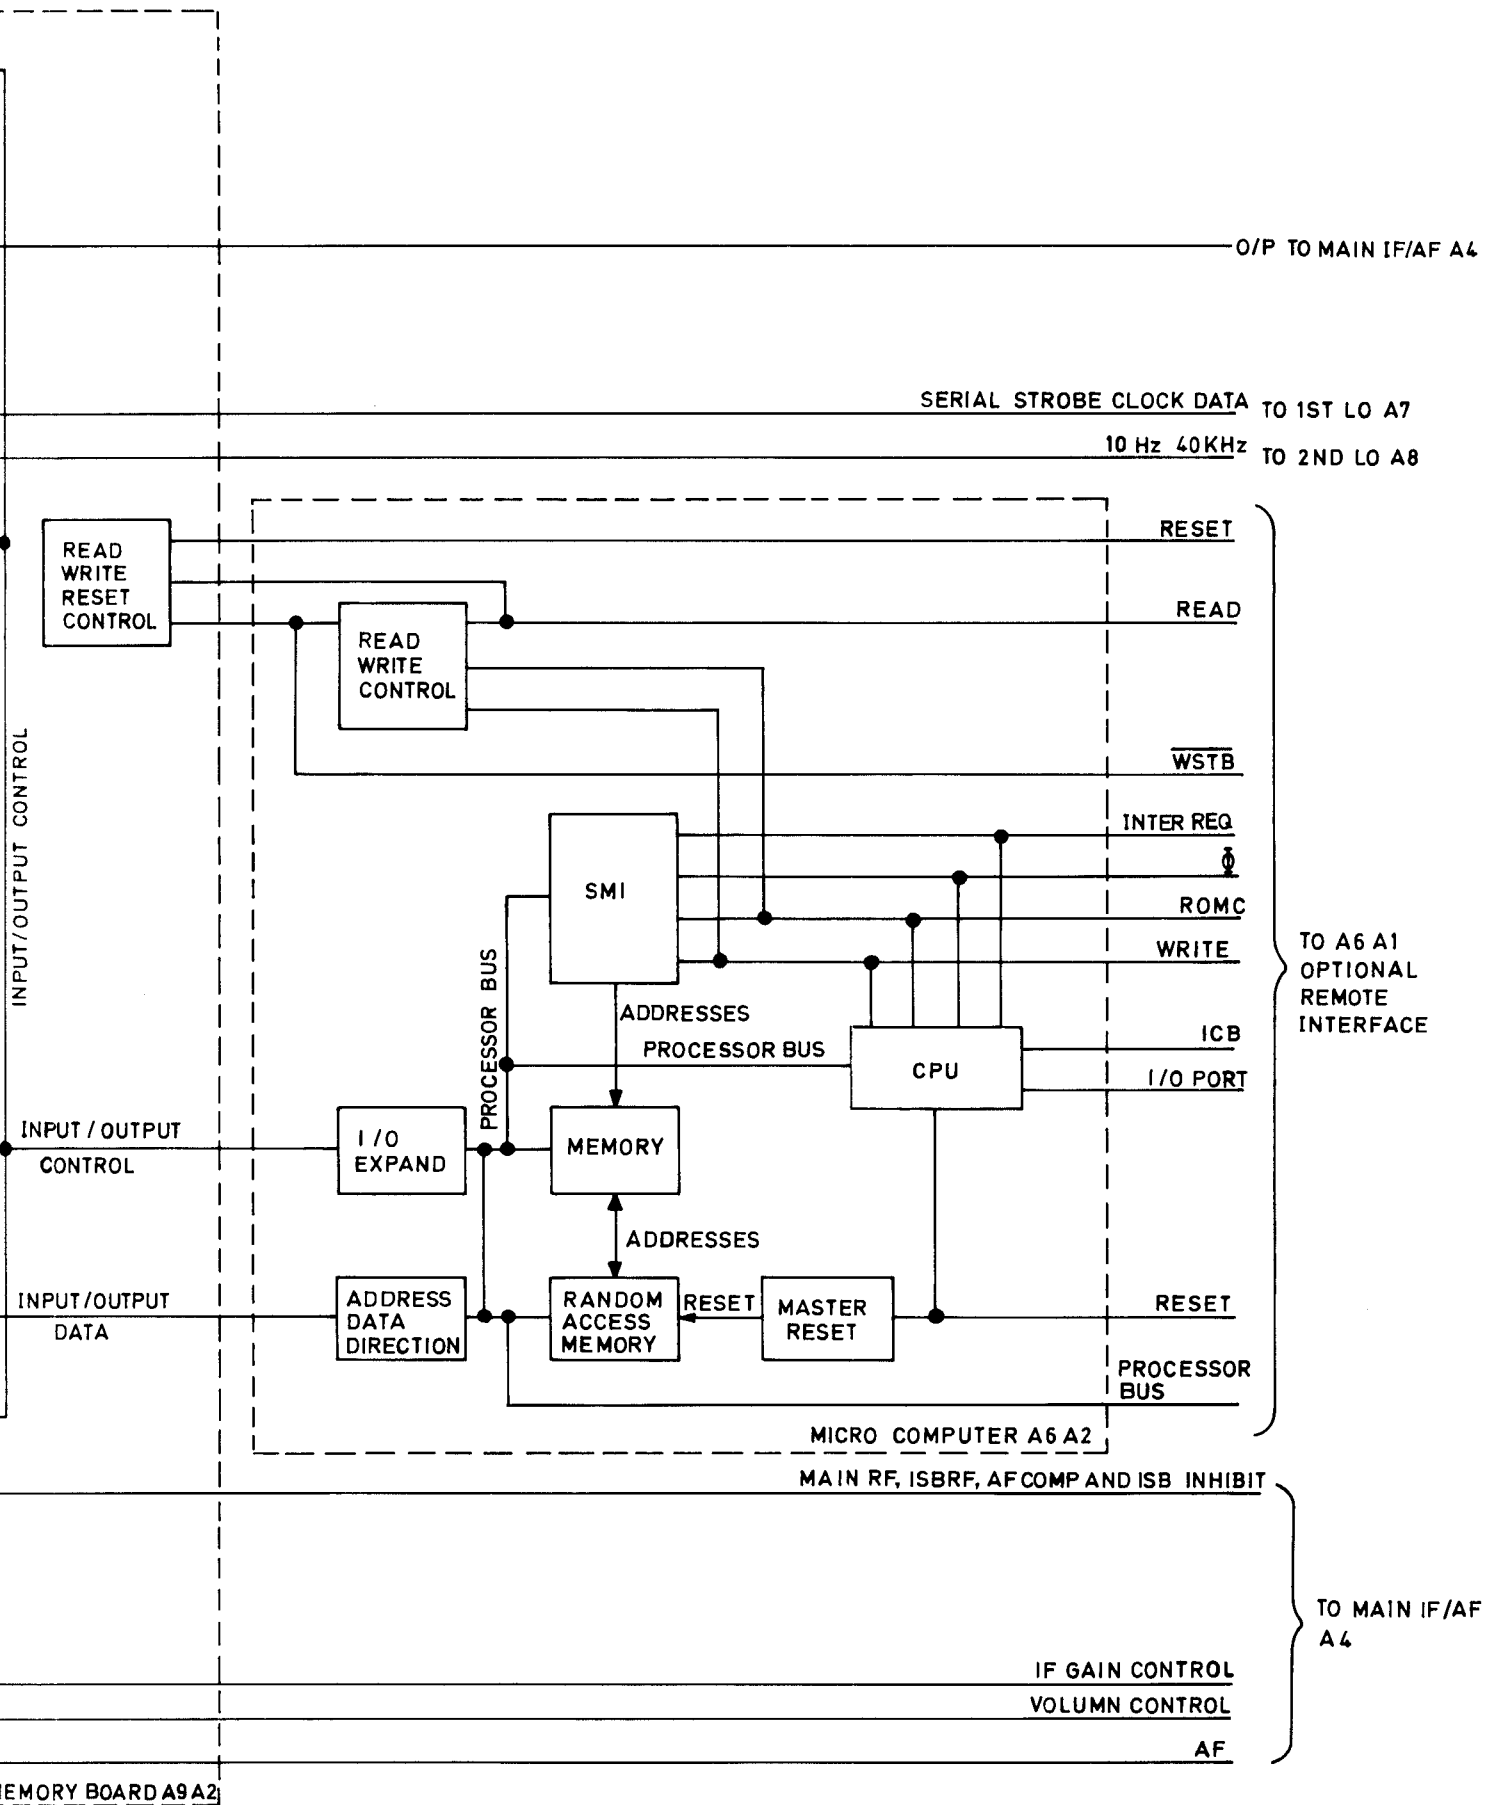 O/P TO MAIN IF/AF A4
SERIAL STROBE CLOCK DATA
TO 1ST LO A7
10 Hz 40KHz
TO 2ND LO A8
READ
WRITE
RESET
CONTROL
RESET
READ
WRITE
CONTROL
READ
WSTB
INPUT/OUTPUT CONTROL
SMI
INTER REQ
Φ
ROMC
WRITE
TO A6 A1
OPTIONAL
REMOTE
INTERFACE
PROCESSOR BUS
ADDRESSES
PROCESSOR BUS
CPU
ICB
I/O PORT
INPUT / OUTPUT
CONTROL
I/O
EXPAND
MEMORY
ADDRESSES
INPUT/OUTPUT
DATA
ADDRESS
DATA
DIRECTION
RANDOM
ACCESS
MEMORY
RESET
MASTER
RESET
RESET
PROCESSOR
BUS
MICRO COMPUTER A6 A2
MAIN RF, ISBRF, AF COMP AND ISB INHIBIT
TO MAIN IF/AF
A4
IF GAIN CONTROL
VOLUMN CONTROL
AF
EMORY BOARD A9 A2